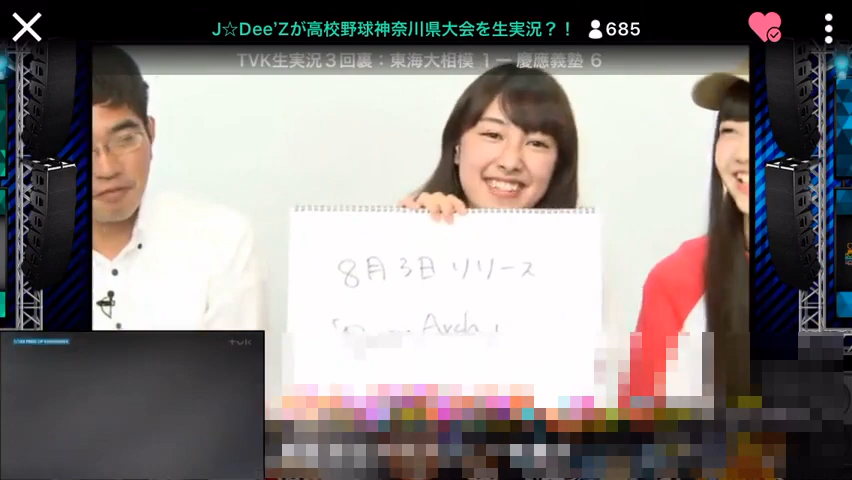 J☆Dee'Zが高校野球神奈川県大会を生実況？！ 685
TVK生実況３回裏：東海大相模 １ー 慶應義塾 ６
8月3日リリース
tvk